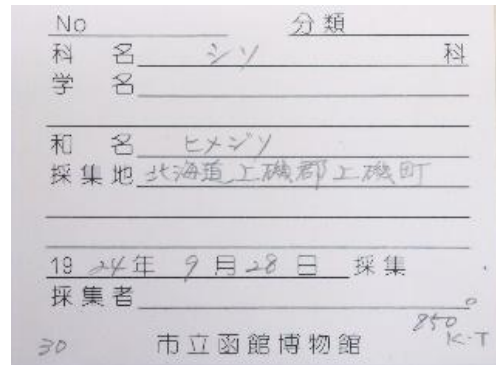 No 分類
科名 シソ 科
学名
和名 ヒメジソ
採集地 北海道上磯郡上磯町
1924年 9月28日 採集
採集者
850
K-T
30 市立函館博物館